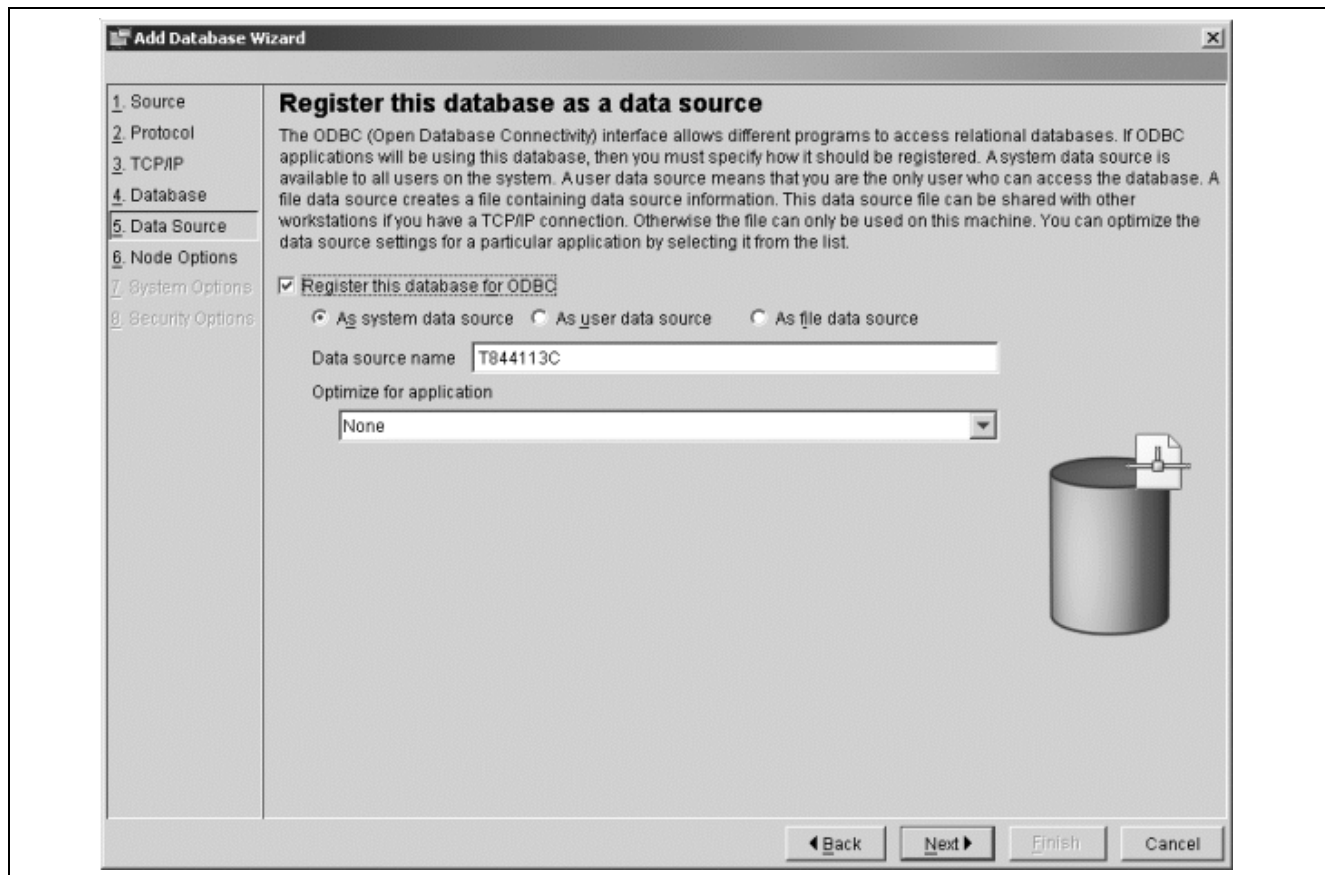 Add Database Wizard
1. Source
2. Protocol
3. TCP/IP
4. Database
5. Data Source
6. Node Options
7. System Options
8. Security Options
Register this database as a data source
The ODBC (Open Database Connectivity) interface allows different programs to access relational databases. If ODBC
applications will be using this database, then you must specify how it should be registered. A system data source is
available to all users on the system. A user data source means that you are the only user who can access the database. A
file data source creates a file containing data source information. This data source file can be shared with other
workstations if you have a TCP/IP connection. Otherwise the file can only be used on this machine. You can optimize the
data source settings for a particular application by selecting it from the list.
Register this database for ODBC
As system data source As user data source As file data source
Data source name T844113C
Optimize for application
None
Back Next Finish Cancel